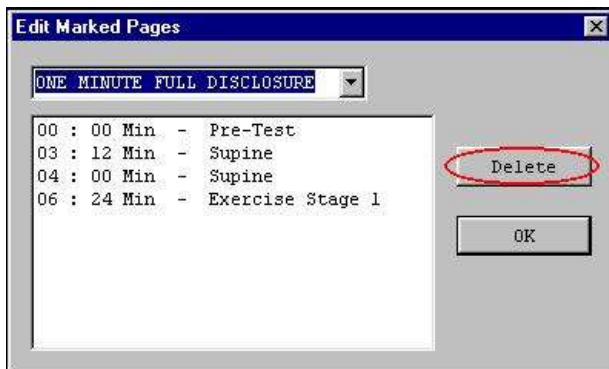 Edit Marked Pages
ONE MINUTE FULL DISCLOSURE
00 : 00 Min - Pre-Test
03 : 12 Min - Supine
04 : 00 Min - Supine
06 : 24 Min - Exercise Stage 1
Delete
OK